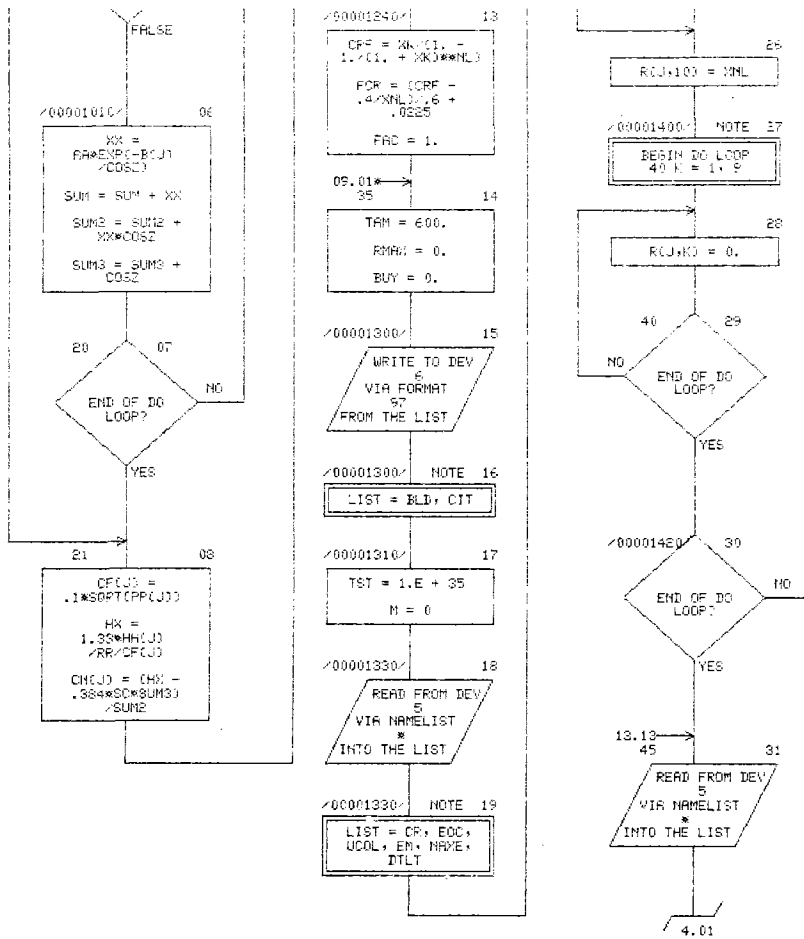 FALSE
/00001010/ 06
XX =
AA*EXP(-B(J)
/COSZ)
SUM = SUM + XX
SUM2 = SUM2 +
XX*COSZ
SUM3 = SUM3 +
COSZ
20 07
NO
END OF DO
LOOP?
YES
21 08
CF(J) =
.1*SQRT(PP(J))
HX =
1.33*HH(J)
/RR/CF(J)
CN(J) = (HX -
.384*SC*SUM3)
/SUM2
/00001240/ 13
CRF = XK/(1. -
1./(1. + XK)**NL)
FCR = (CRF -
.4/XNL)/.6 +
.0225
FAC = 1.
09.01*
35 14
TAM = 600.
RMAX = 0.
BUY = 0.
/00001300/ 15
WRITE TO DEV
6
VIA FORMAT
97
FROM THE LIST
/00001300/ NOTE 16
LIST = BLD, CIT
/00001310/ 17
TST = 1.E + 35
M = 0
/00001330/ 18
READ FROM DEV
5
VIA NAMELIST
*
INTO THE LIST
/00001330/ NOTE 19
LIST = CR, EOC,
UCOL, EM, NAXE,
DTLT
26
R(J,10) = XNL
/00001400/ NOTE 27
BEGIN DO LOOP
40 K = 1, 9
28
R(J,K) = 0.
40 29
NO
END OF DO
LOOP?
YES
/00001420 30
NO
END OF DO
LOOP?
YES
13.13
45 31
READ FROM DEV
5
VIA NAMELIST
*
INTO THE LIST
4.01